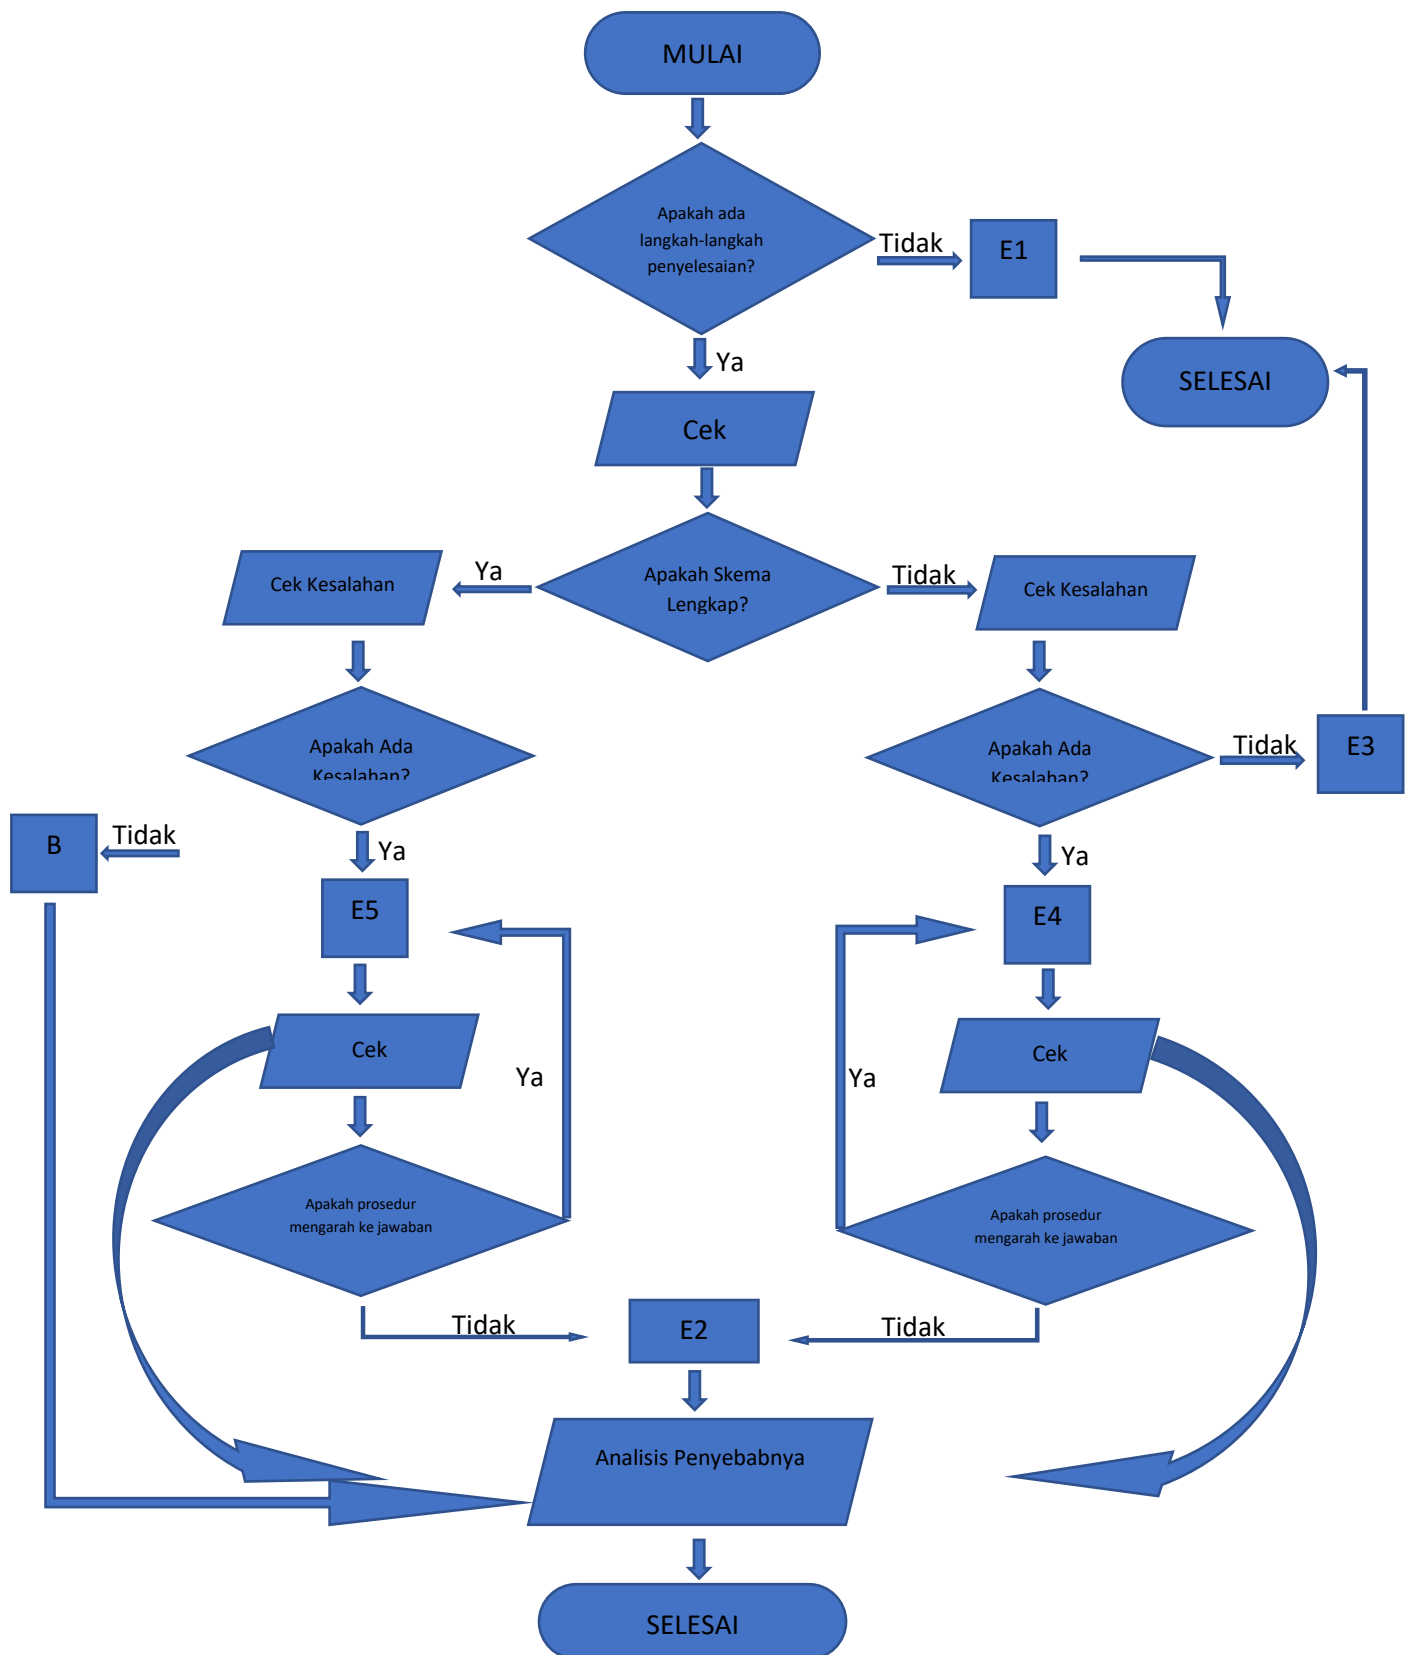 MULAI
Apakah ada
langkah-langkah
penyelesaian?
Tidak
E1
Ya
SELESAI
Cek
Cek Kesalahan
Ya
Apakah Skema
Lengkap?
Tidak
Cek Kesalahan
Apakah Ada
Kesalahan?
Apakah Ada
Kesalahan?
Tidak
E3
B
Tidak
Ya
Ya
E5
E4
Cek
Ya
Ya
Cek
Apakah prosedur
mengarah ke jawaban
Apakah prosedur
mengarah ke jawaban
Tidak
E2
Tidak
Analisis Penyebabnya
SELESAI